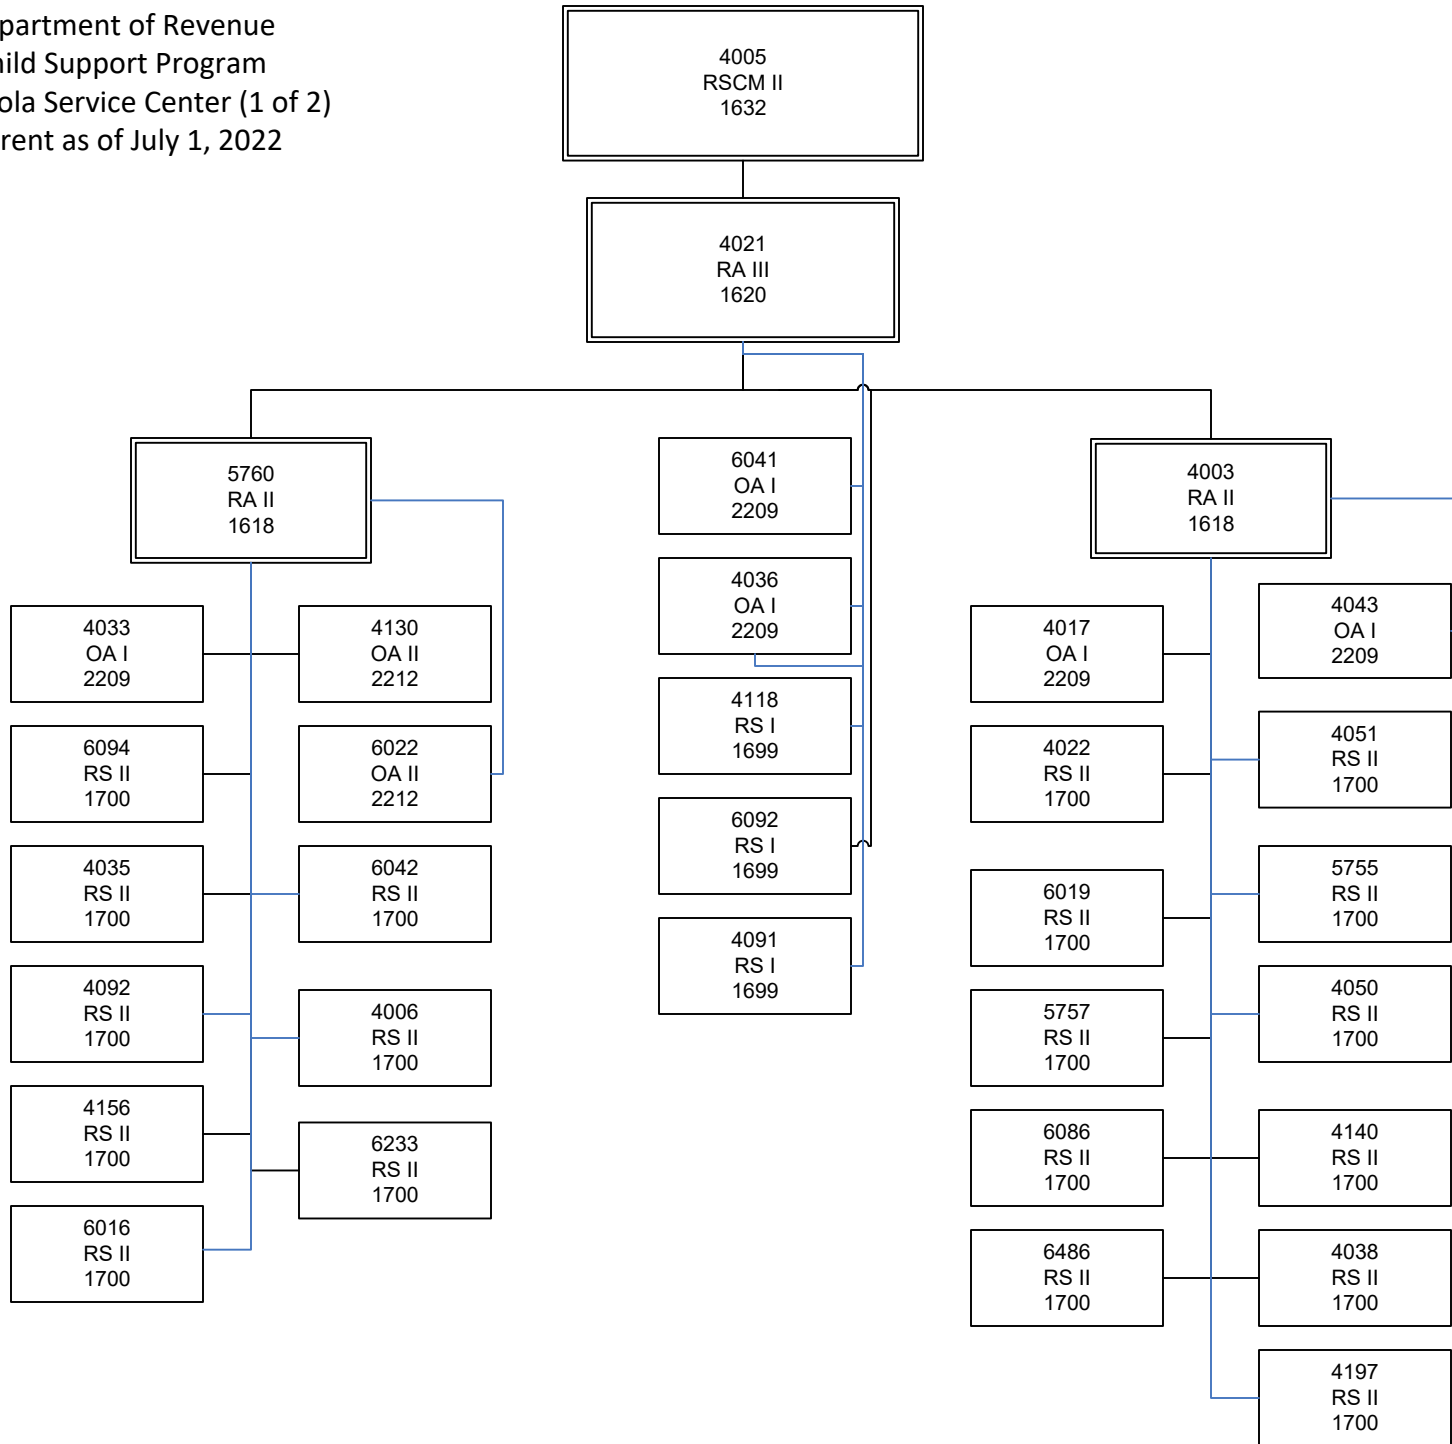 partment of Revenue
hild Support Program
ola Service Center (1 of 2)
rent as of July 1, 2022
4005
RSCM II
1632
4021
RA III
1620
5760
RA II
1618
4033
OA I
2209
4130
OA II
2212
6094
RS II
1700
6022
OA II
2212
4035
RS II
1700
6042
RS II
1700
4092
RS II
1700
4006
RS II
1700
4156
RS II
1700
6233
RS II
1700
6016
RS II
1700
6041
OA I
2209
4036
OA I
2209
4118
RS I
1699
6092
RS I
1699
4091
RS I
1699
4003
RA II
1618
4017
OA I
2209
4043
OA I
2209
4022
RS II
1700
4051
RS II
1700
6019
RS II
1700
5755
RS II
1700
5757
RS II
1700
4050
RS II
1700
6086
RS II
1700
4140
RS II
1700
6486
RS II
1700
4038
RS II
1700
4197
RS II
1700